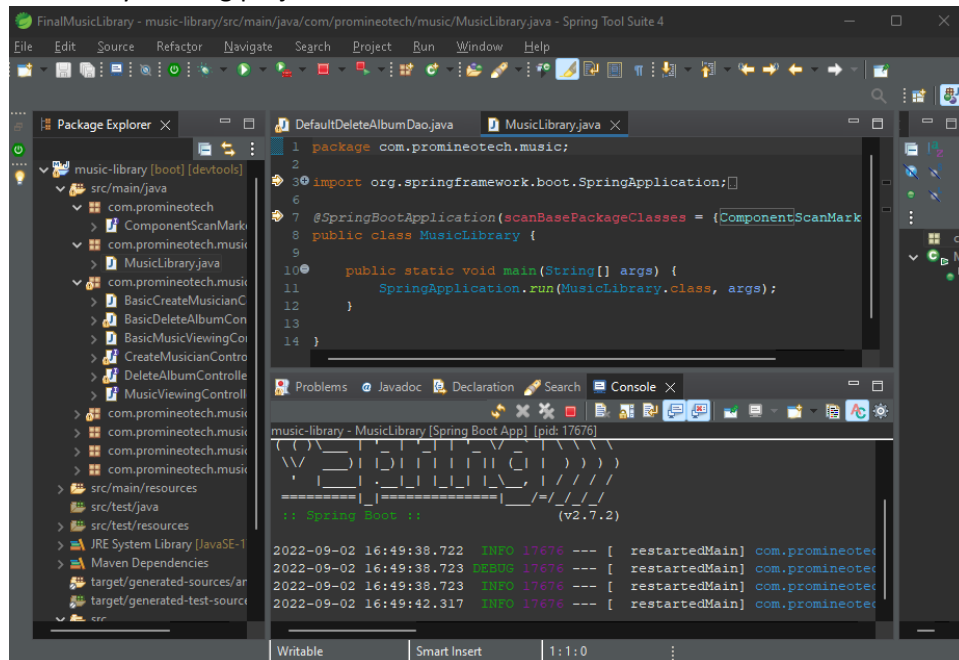 FinalMusicLibrary - music-library/src/main/java/com/promineotech/music/MusicLibrary.java - Spring Tool Suite 4
File Edit Source Refactor Navigate Search Project Run Window Help
Package Explorer
music-library [boot] [devtools]
src/main/java
com.promineotech
ComponentScanMark
com.promineotech.music
MusicLibrary.java
com.promineotech.music
BasicCreateMusicianC
BasicDeleteAlbumCon
BasicMusicViewingCo
CreateMusicianContro
DeleteAlbumControlle
MusicViewingControll
com.promineotech.music
com.promineotech.music
com.promineotech.music
com.promineotech.music
src/main/resources
src/test/java
src/test/resources
JRE System Library [JavaSE-1
Maven Dependencies
target/generated-sources/an
target/generated-test-source
src
DefaultDeleteAlbumDao.java MusicLibrary.java
1 package com.promineotech.music;
2
3 import org.springframework.boot.SpringApplication;
6
7 @SpringBootApplication(scanBasePackageClasses = {ComponentScanMark
8 public class MusicLibrary {
9
10 public static void main(String[] args) {
11 SpringApplication.run(MusicLibrary.class, args);
12 }
13
14 }
Problems Javadoc Declaration Search Console
music-library - MusicLibrary [Spring Boot App] [pid: 17676]
:: Spring Boot :: (v2.7.2)
2022-09-02 16:49:38.722 INFO 17676 --- [ restartedMain] com.promineotec
2022-09-02 16:49:38.723 DEBUG 17676 --- [ restartedMain] com.promineotec
2022-09-02 16:49:38.723 INFO 17676 --- [ restartedMain] com.promineotec
2022-09-02 16:49:42.317 INFO 17676 --- [ restartedMain] com.promineotec
Writable Smart Insert 1:1:0